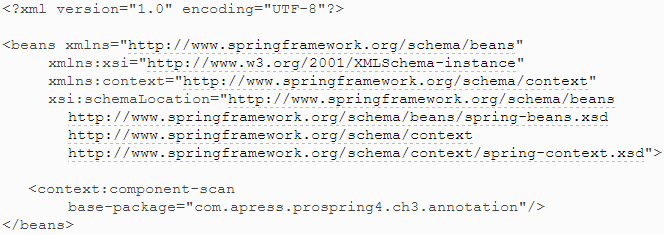 <?xml version="1.0" encoding="UTF-8"?>
<beans xmlns="http://www.springframework.org/schema/beans"
xmlns:xsi="http://www.w3.org/2001/XMLSchema-instance"
xmlns:context="http://www.springframework.org/schema/context"
xsi:schemaLocation="http://www.springframework.org/schema/beans
http://www.springframework.org/schema/beans/spring-beans.xsd
http://www.springframework.org/schema/context
http://www.springframework.org/schema/context/spring-context.xsd">
<context:component-scan
base-package="com.apress.prospring4.ch3.annotation"/>
</beans>